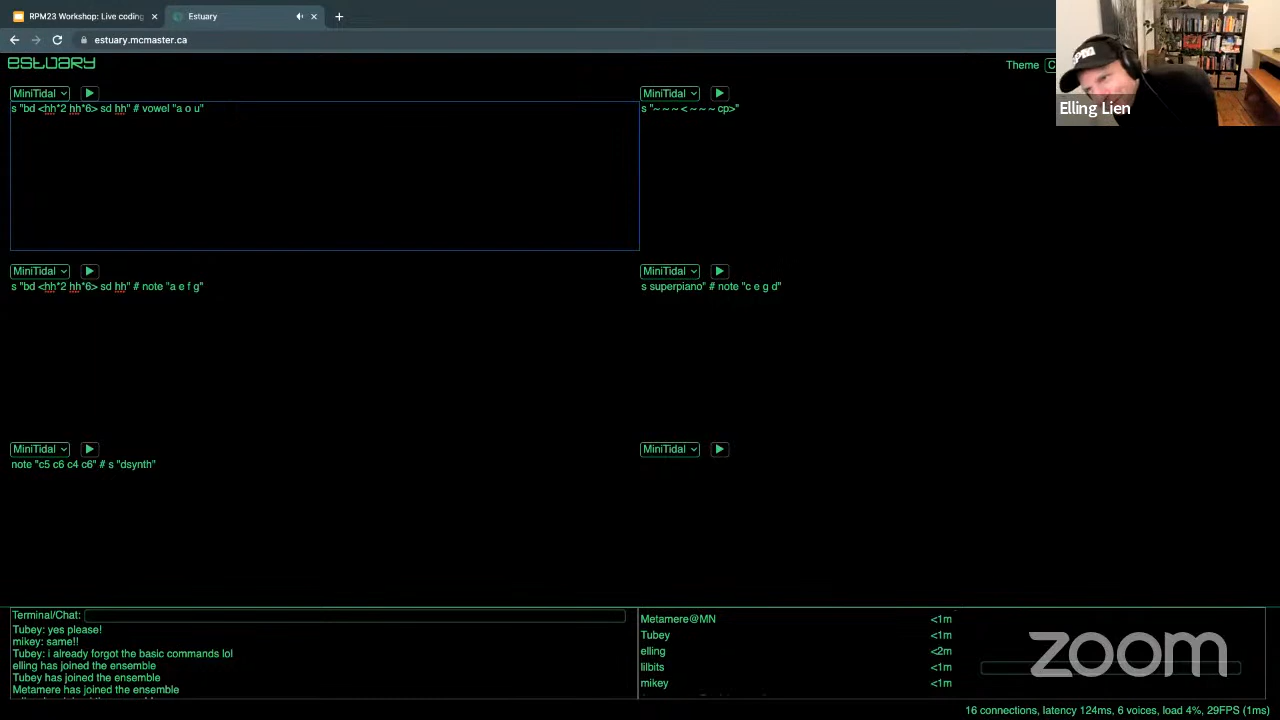 RPM23 Workshop: Live coding
Estuary
estuary.mcmaster.ca
estuary
Theme C
Elling Lien
MiniTidal
s "bd <hh*2 hh*6> sd hh" # vowel "a o u"
MiniTidal
s "~ ~ ~ < ~ ~ ~ cp>"
MiniTidal
s "bd <hh*2 hh*6> sd hh" # note "a e f g"
MiniTidal
s superpiano" # note "c e g d"
MiniTidal
note "c5 c6 c4 c6" # s "dsynth"
MiniTidal
Terminal/Chat:
Tubey: yes please!
mikey: same!!
Tubey: i already forgot the basic commands lol
elling has joined the ensemble
Tubey has joined the ensemble
Metamere has joined the ensemble
Metamere@MN <1m
Tubey <1m
elling <2m
lilbits <1m
mikey <1m
zoom
16 connections, latency 124ms, 6 voices, load 4%, 29FPS (1ms)